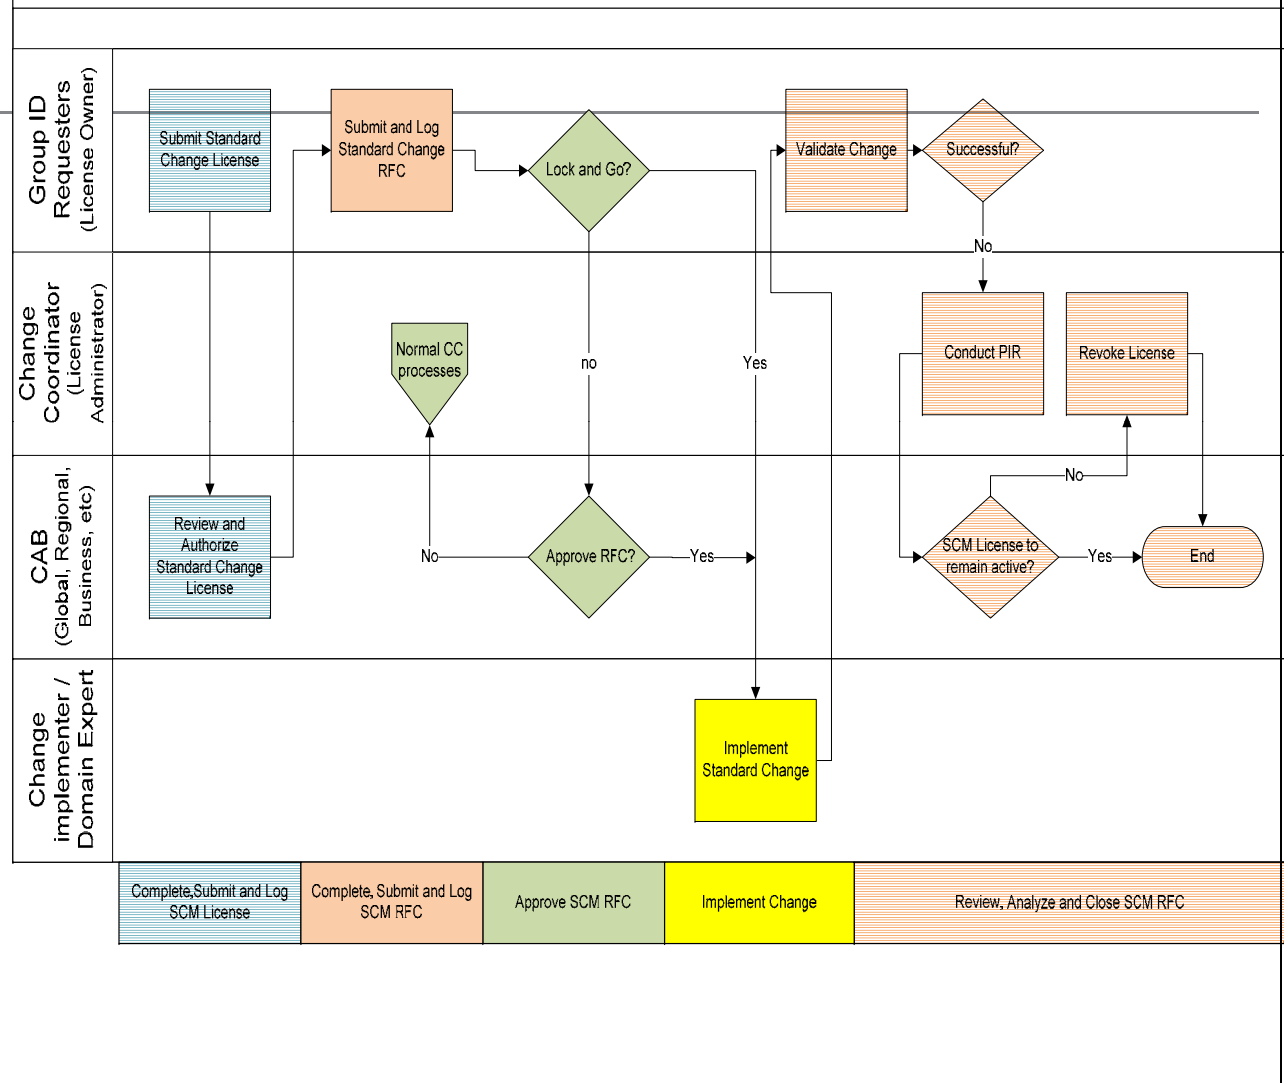 Group ID
Requesters
(License Owner)
Submit Standard
Change License
Submit and Log
Standard Change
RFC
Lock and Go?
Validate Change
Successful?
No
Change
Coordinator
(License
Administrator)
Normal CC
processes
no
Yes
Conduct PIR
Revoke License
CAB
(Global, Regional,
Business, etc)
Review and
Authorize
Standard Change
License
No
Approve RFC?
Yes
No
SCM License to
remain active?
Yes
End
Change
implementer /
Domain Expert
Implement
Standard Change
Complete,Submit and Log
SCM License
Complete, Submit and Log
SCM RFC
Approve SCM RFC
Implement Change
Review, Analyze and Close SCM RFC